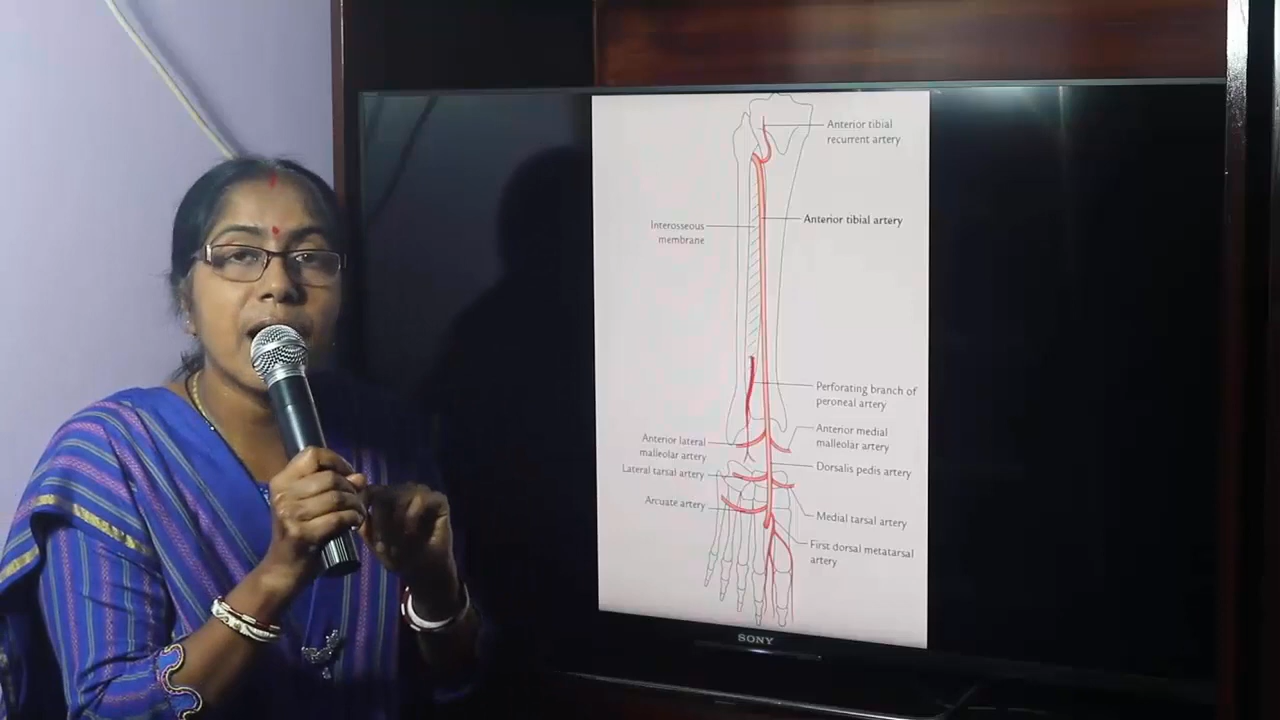 Anterior tibial
recurrent artery
Anterior tibial artery
Interosseous
membrane
Perforating branch of
peroneal artery
Anterior medial
malleolar artery
Anterior lateral
malleolar artery
Dorsalis pedis artery
Lateral tarsal artery
Arcuate artery
Medial tarsal artery
First dorsal metatarsal
artery
SONY